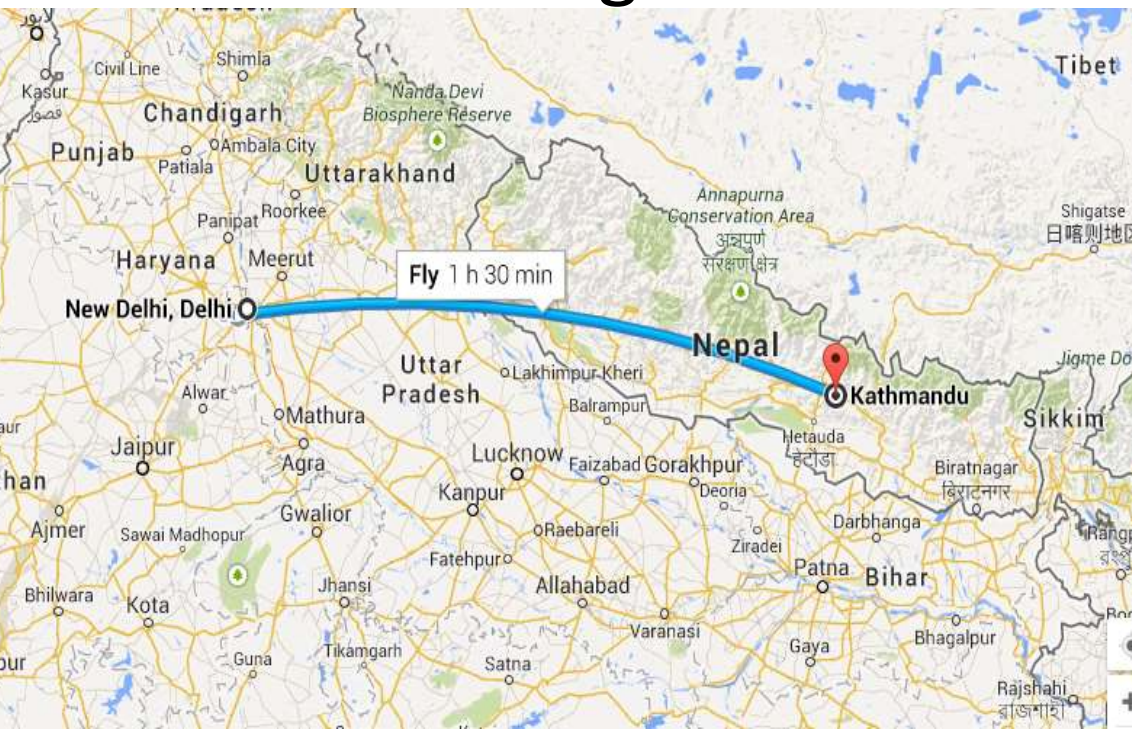 Shimla
Civil Line
Kasur
قصور
Tibet
Nanda Devi
Biosphere Reserve
Chandigarh
Punjab
Ambala City
Patiala
Uttarakhand
Roorkee
Panipat
Annapurna
Conservation Area
अन्नपुर्ण
संरक्षण क्षेत्र
Shigatse
日喀则地区
Haryana
Meerut
Fly 1 h 30 min
New Delhi, Delhi
Nepal
Lakhimpur Kheri
Uttar
Pradesh
Kathmandu
Alwar
Balrampur
Mathura
Sikkim
Hetauda
हेटौडा
Jaipur
Agra
Lucknow
Faizabad
Gorakhpur
Kanpur
Deoria
Biratnagar
बिराटनगर
Gwalior
Ajmer
Sawai Madhopur
Raebareli
Darbhanga
Ziradei
Fatehpur
Patna
Bihar
Jhansi
Allahabad
Bhilwara
Kota
Varanasi
Bhagalpur
Gaya
Tikamgarh
Guna
Satna
Rajshahi
রাজশাহী